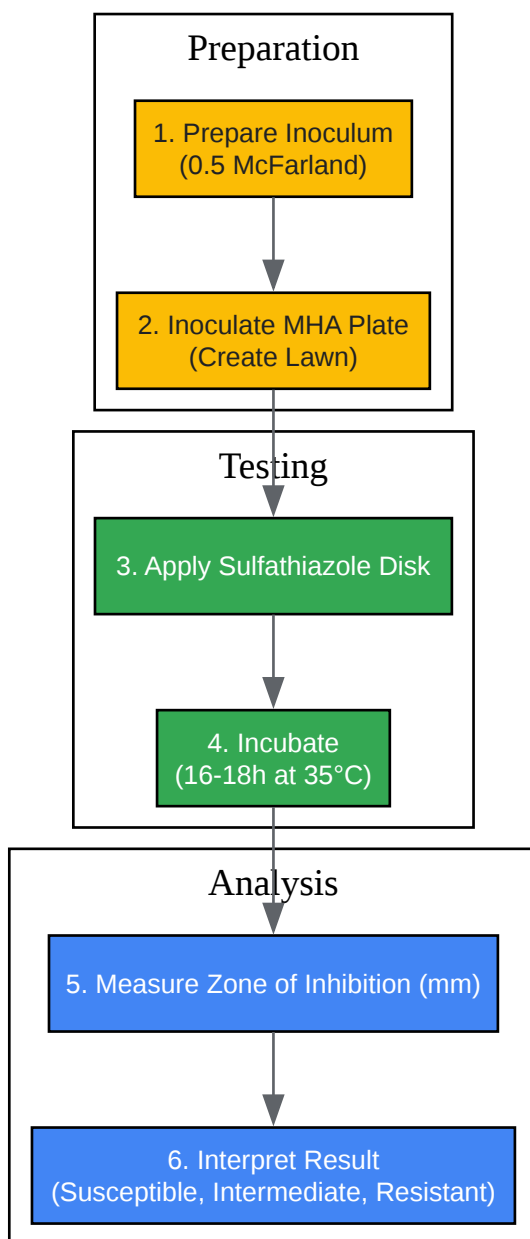 Preparation
1. Prepare Inoculum
(0.5 McFarland)
2. Inoculate MHA Plate
(Create Lawn)
Testing
3. Apply Sulfathiazole Disk
4. Incubate
(16-18h at 35°C)
Analysis
5. Measure Zone of Inhibition (mm)
6. Interpret Result
(Susceptible, Intermediate, Resistant)